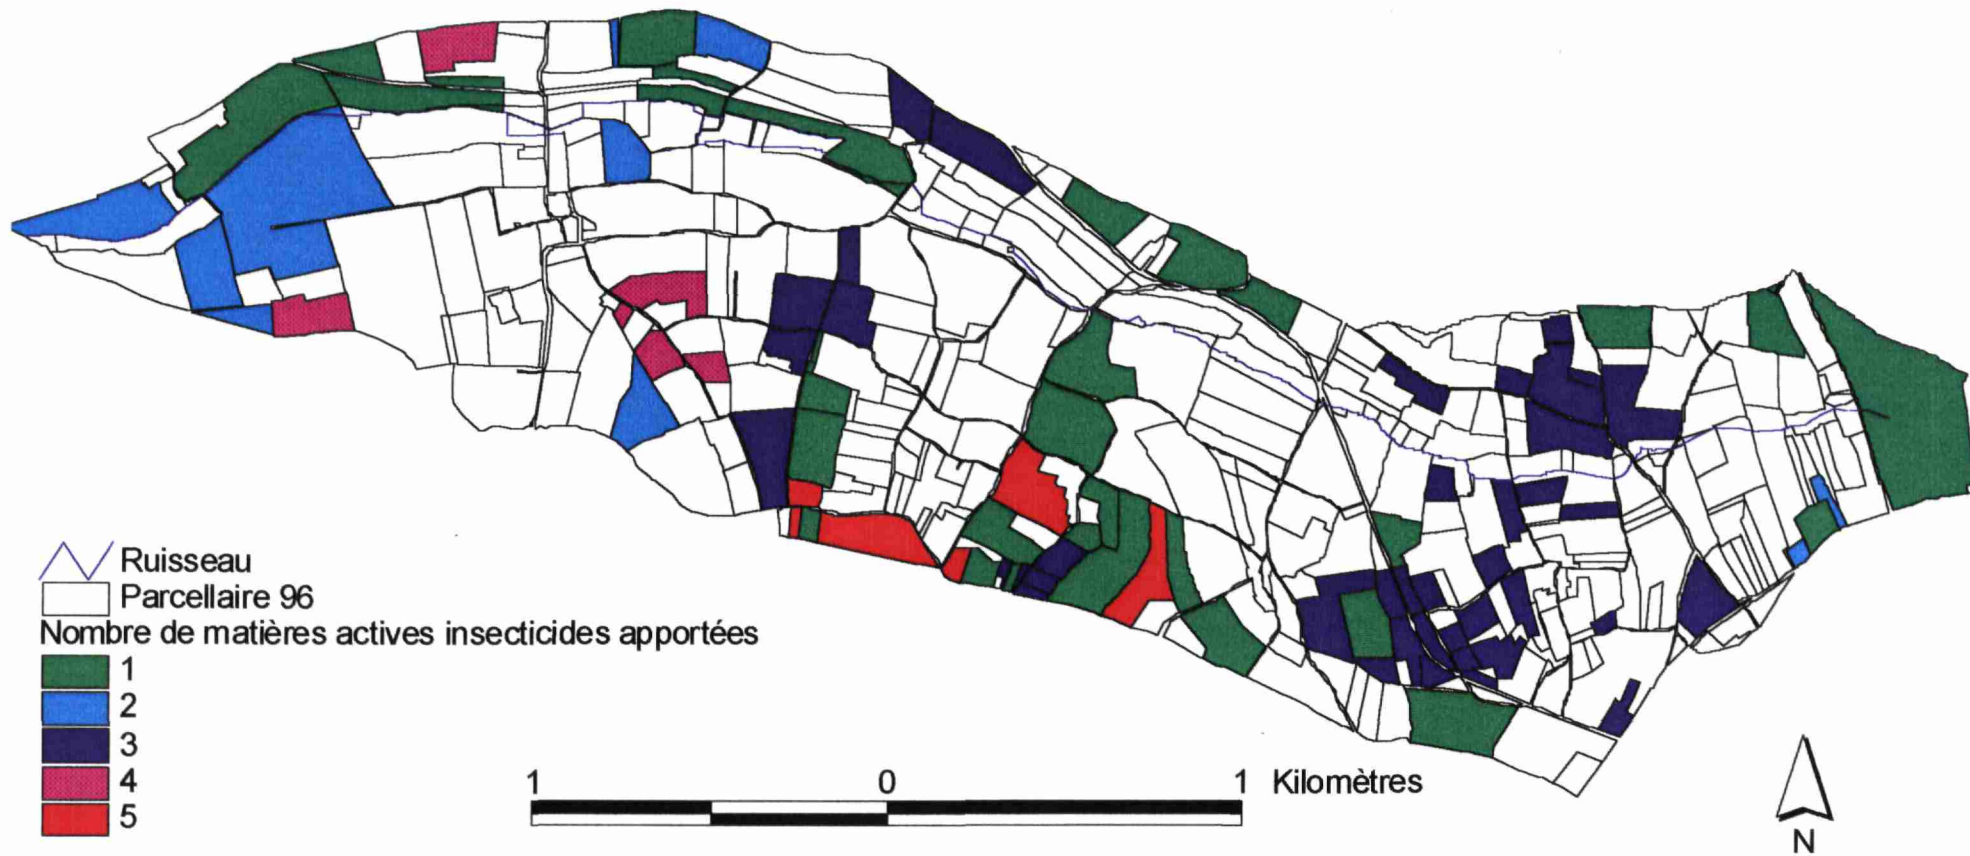 Ruisseau
Parcellaire 96
Nombre de matières actives insecticides apportées
1
2
3
4
5
1 0 1 Kilomètres
N